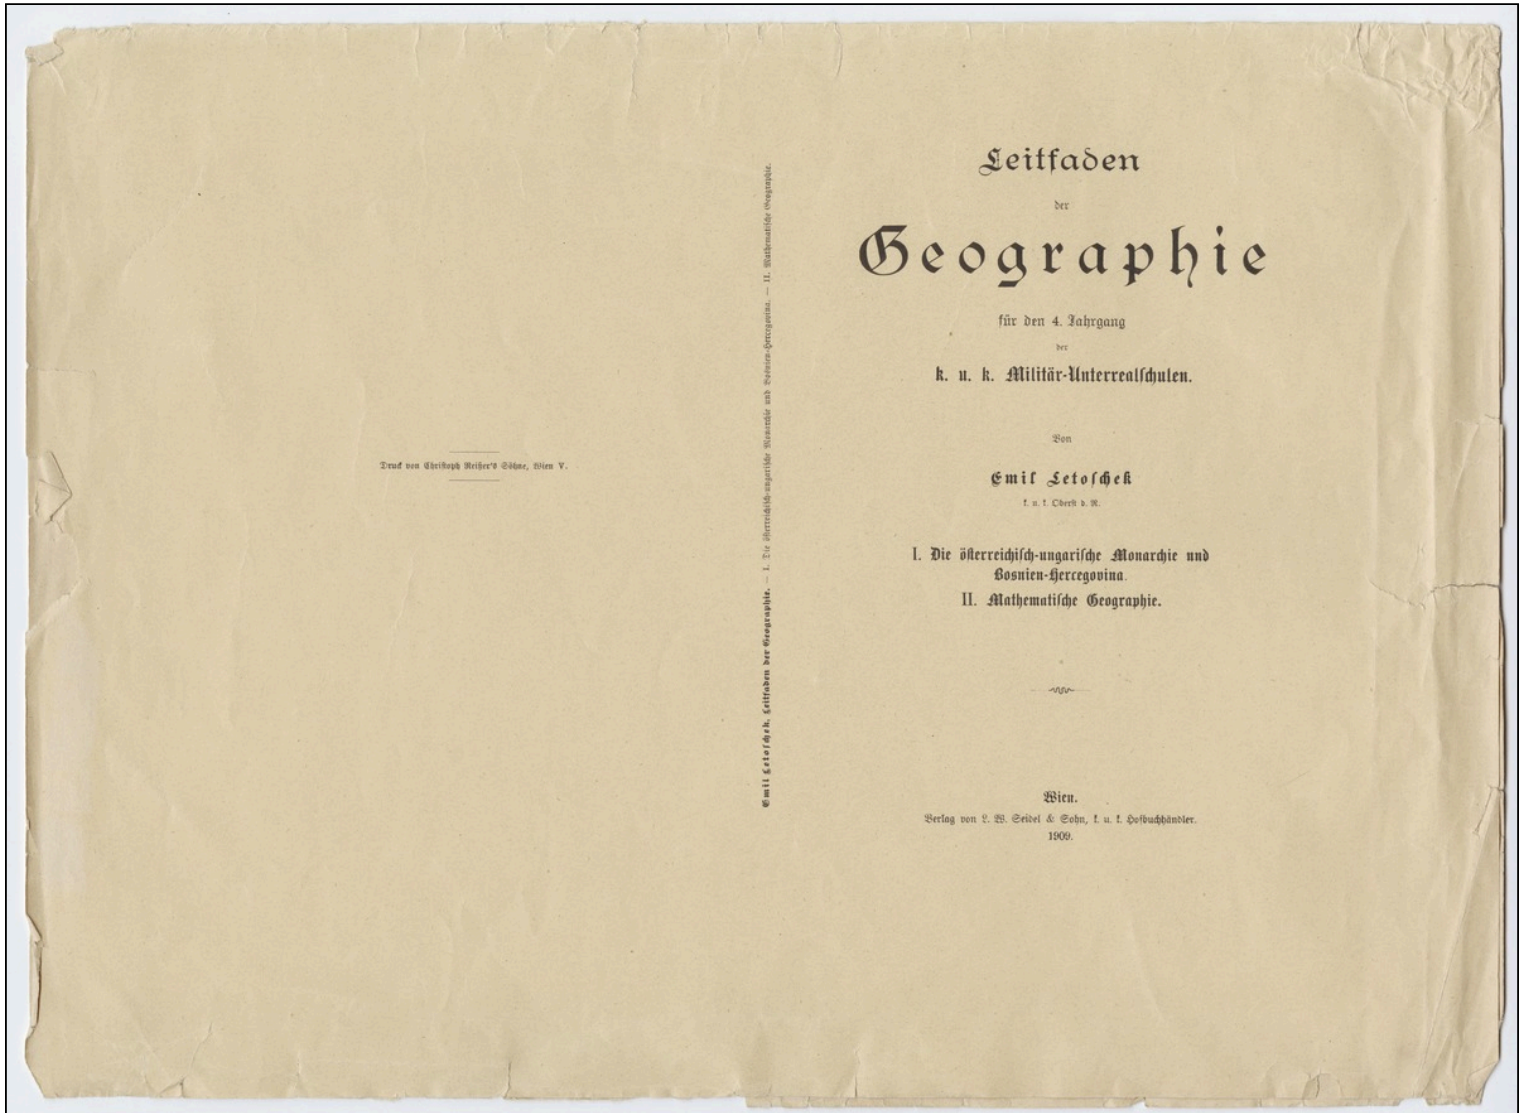 Druck von Christoph Reißer's Söhne, Wien V.
Emil Letoschek, Leitfaden der Geographie. — I. Die österreichisch-ungarische Monarchie und Bosnien-Hercegovina. — II. Mathematische Geographie.
Leitfaden
der
Geographie
für den 4. Jahrgang
der
k. u. k. Militär-Unterrealschulen.
Von
Emil Letoschek
k. u. k. Oberst d. R.
I. Die österreichisch-ungarische Monarchie und
Bosnien-Hercegovina.
II. Mathematische Geographie.
Wien.
Verlag von L. W. Seidel & Sohn, k. u. k. Hofbuchhändler.
1909.